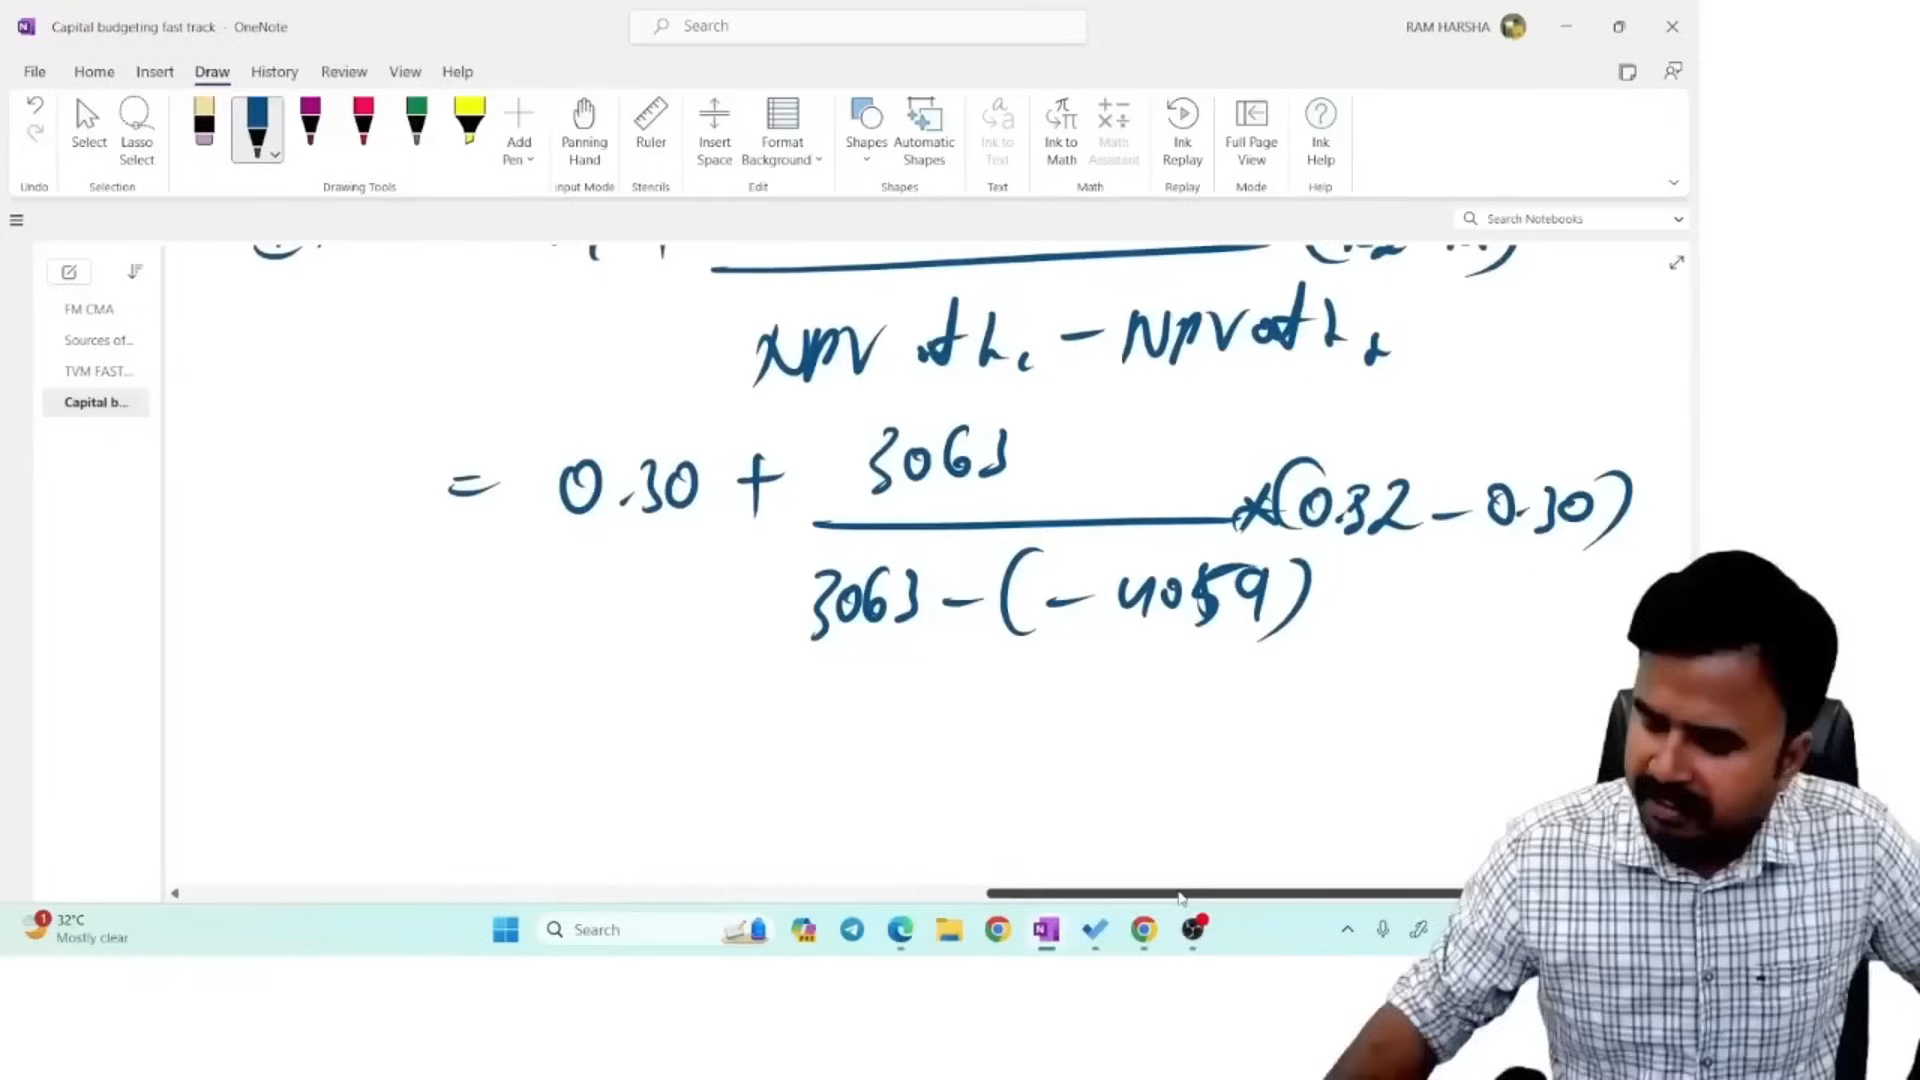 Capital budgeting fast track - OneNote
Search
RAM HARSHA
File Home Insert Draw History Review View Help
Undo
Select
Lasso Select
Selection
Drawing Tools
Add Pen
Panning Hand
Input Mode
Ruler
Stencils
Insert Space
Format Background
Edit
Shapes
Automatic Shapes
Shapes
Ink to Text
Text
Ink to Math
Math Assistant
Math
Ink Replay
Replay
Full Page View
Mode
Ink Help
Help
Search Notebooks
FM CMA
Sources of...
TVM FAST...
Capital b...
NPV at L1 - NPV at L2
= 0.30 + 3063
*(0.32 - 0.30)
3063 - (- 4059)
1
32°C
Mostly clear
Search
PRE